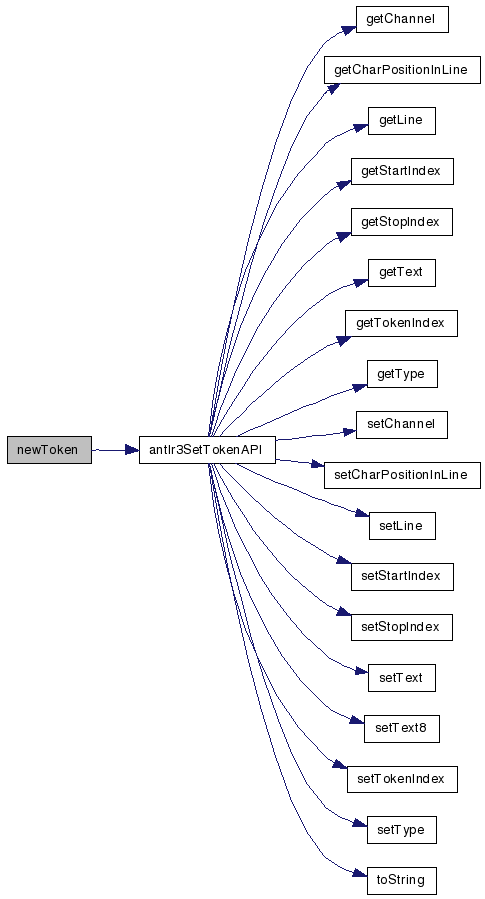 newToken
antlr3SetTokenAPI
getChannel
getCharPositionInLine
getLine
getStartIndex
getStopIndex
getText
getTokenIndex
getType
setChannel
setCharPositionInLine
setLine
setStartIndex
setStopIndex
setText
setText8
setTokenIndex
setType
toString